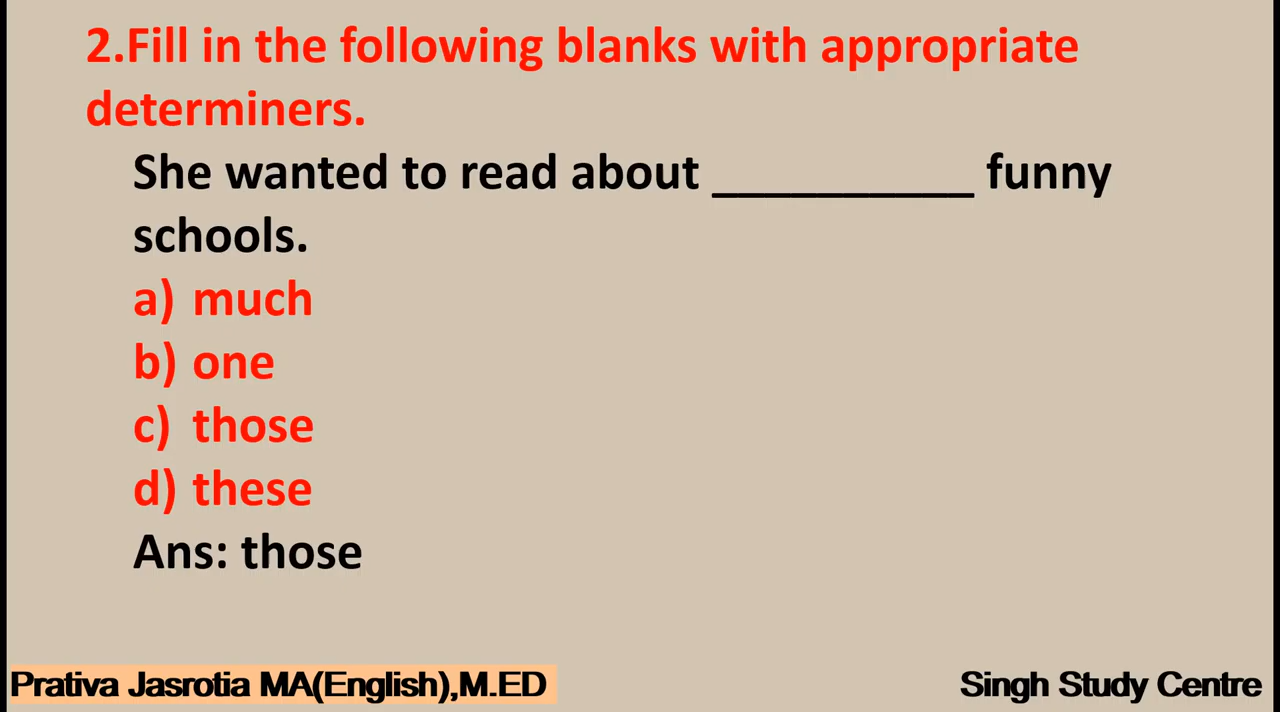 2.Fill in the following blanks with appropriate
determiners.
She wanted to read about __________ funny
schools.
a) much
b) one
c) those
d) these
Ans: those
Prativa Jasrotia MA(English),M.ED
Singh Study Centre